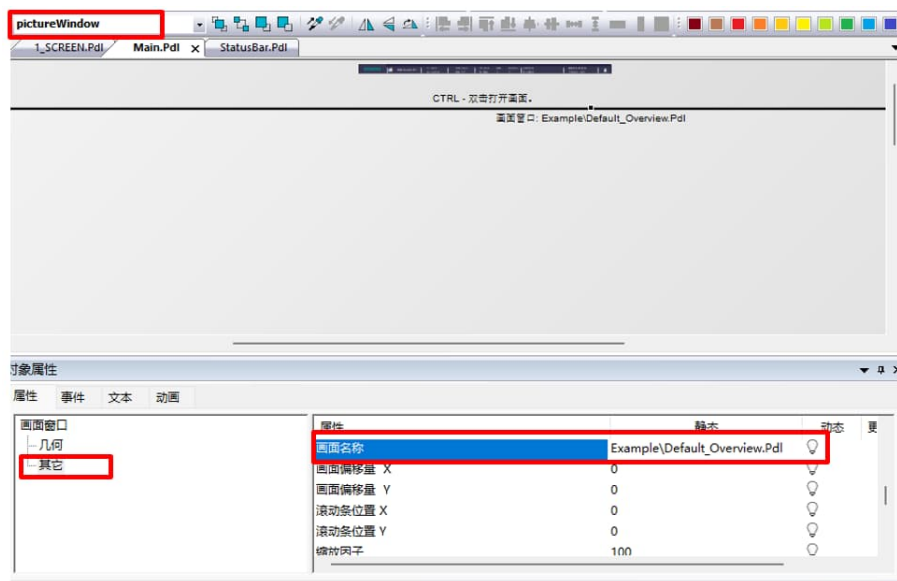 pictureWindow
1_SCREEN.Pdl Main.Pdl x StatusBar.Pdl
CTRL - 双击打开画面。
画面窗口: Example\Default_Overview.Pdl
对象属性
属性 事件 文本 动画
画面窗口
几何
其它
属性 静态 动态 更
画面名称 Example\Default_Overview.Pdl
画面偏移量 X 0
画面偏移量 Y 0
滚动条位置 X 0
滚动条位置 Y 0
缩放因子 100